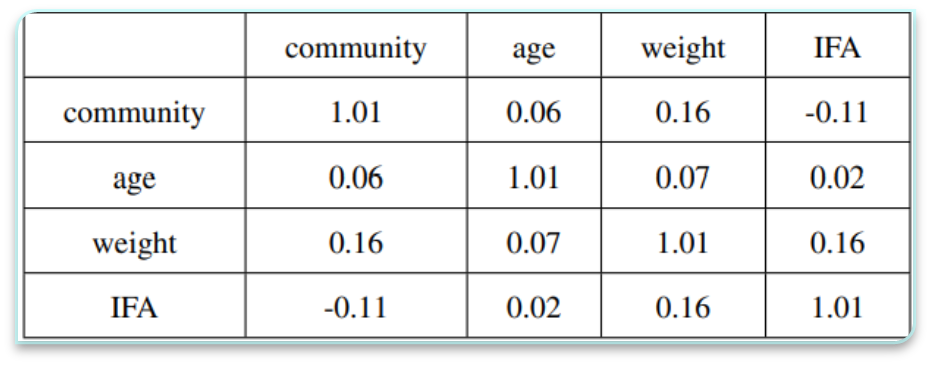 community age weight IFA
community 1.01 0.06 0.16 -0.11
age 0.06 1.01 0.07 0.02
weight 0.16 0.07 1.01 0.16
IFA -0.11 0.02 0.16 1.01